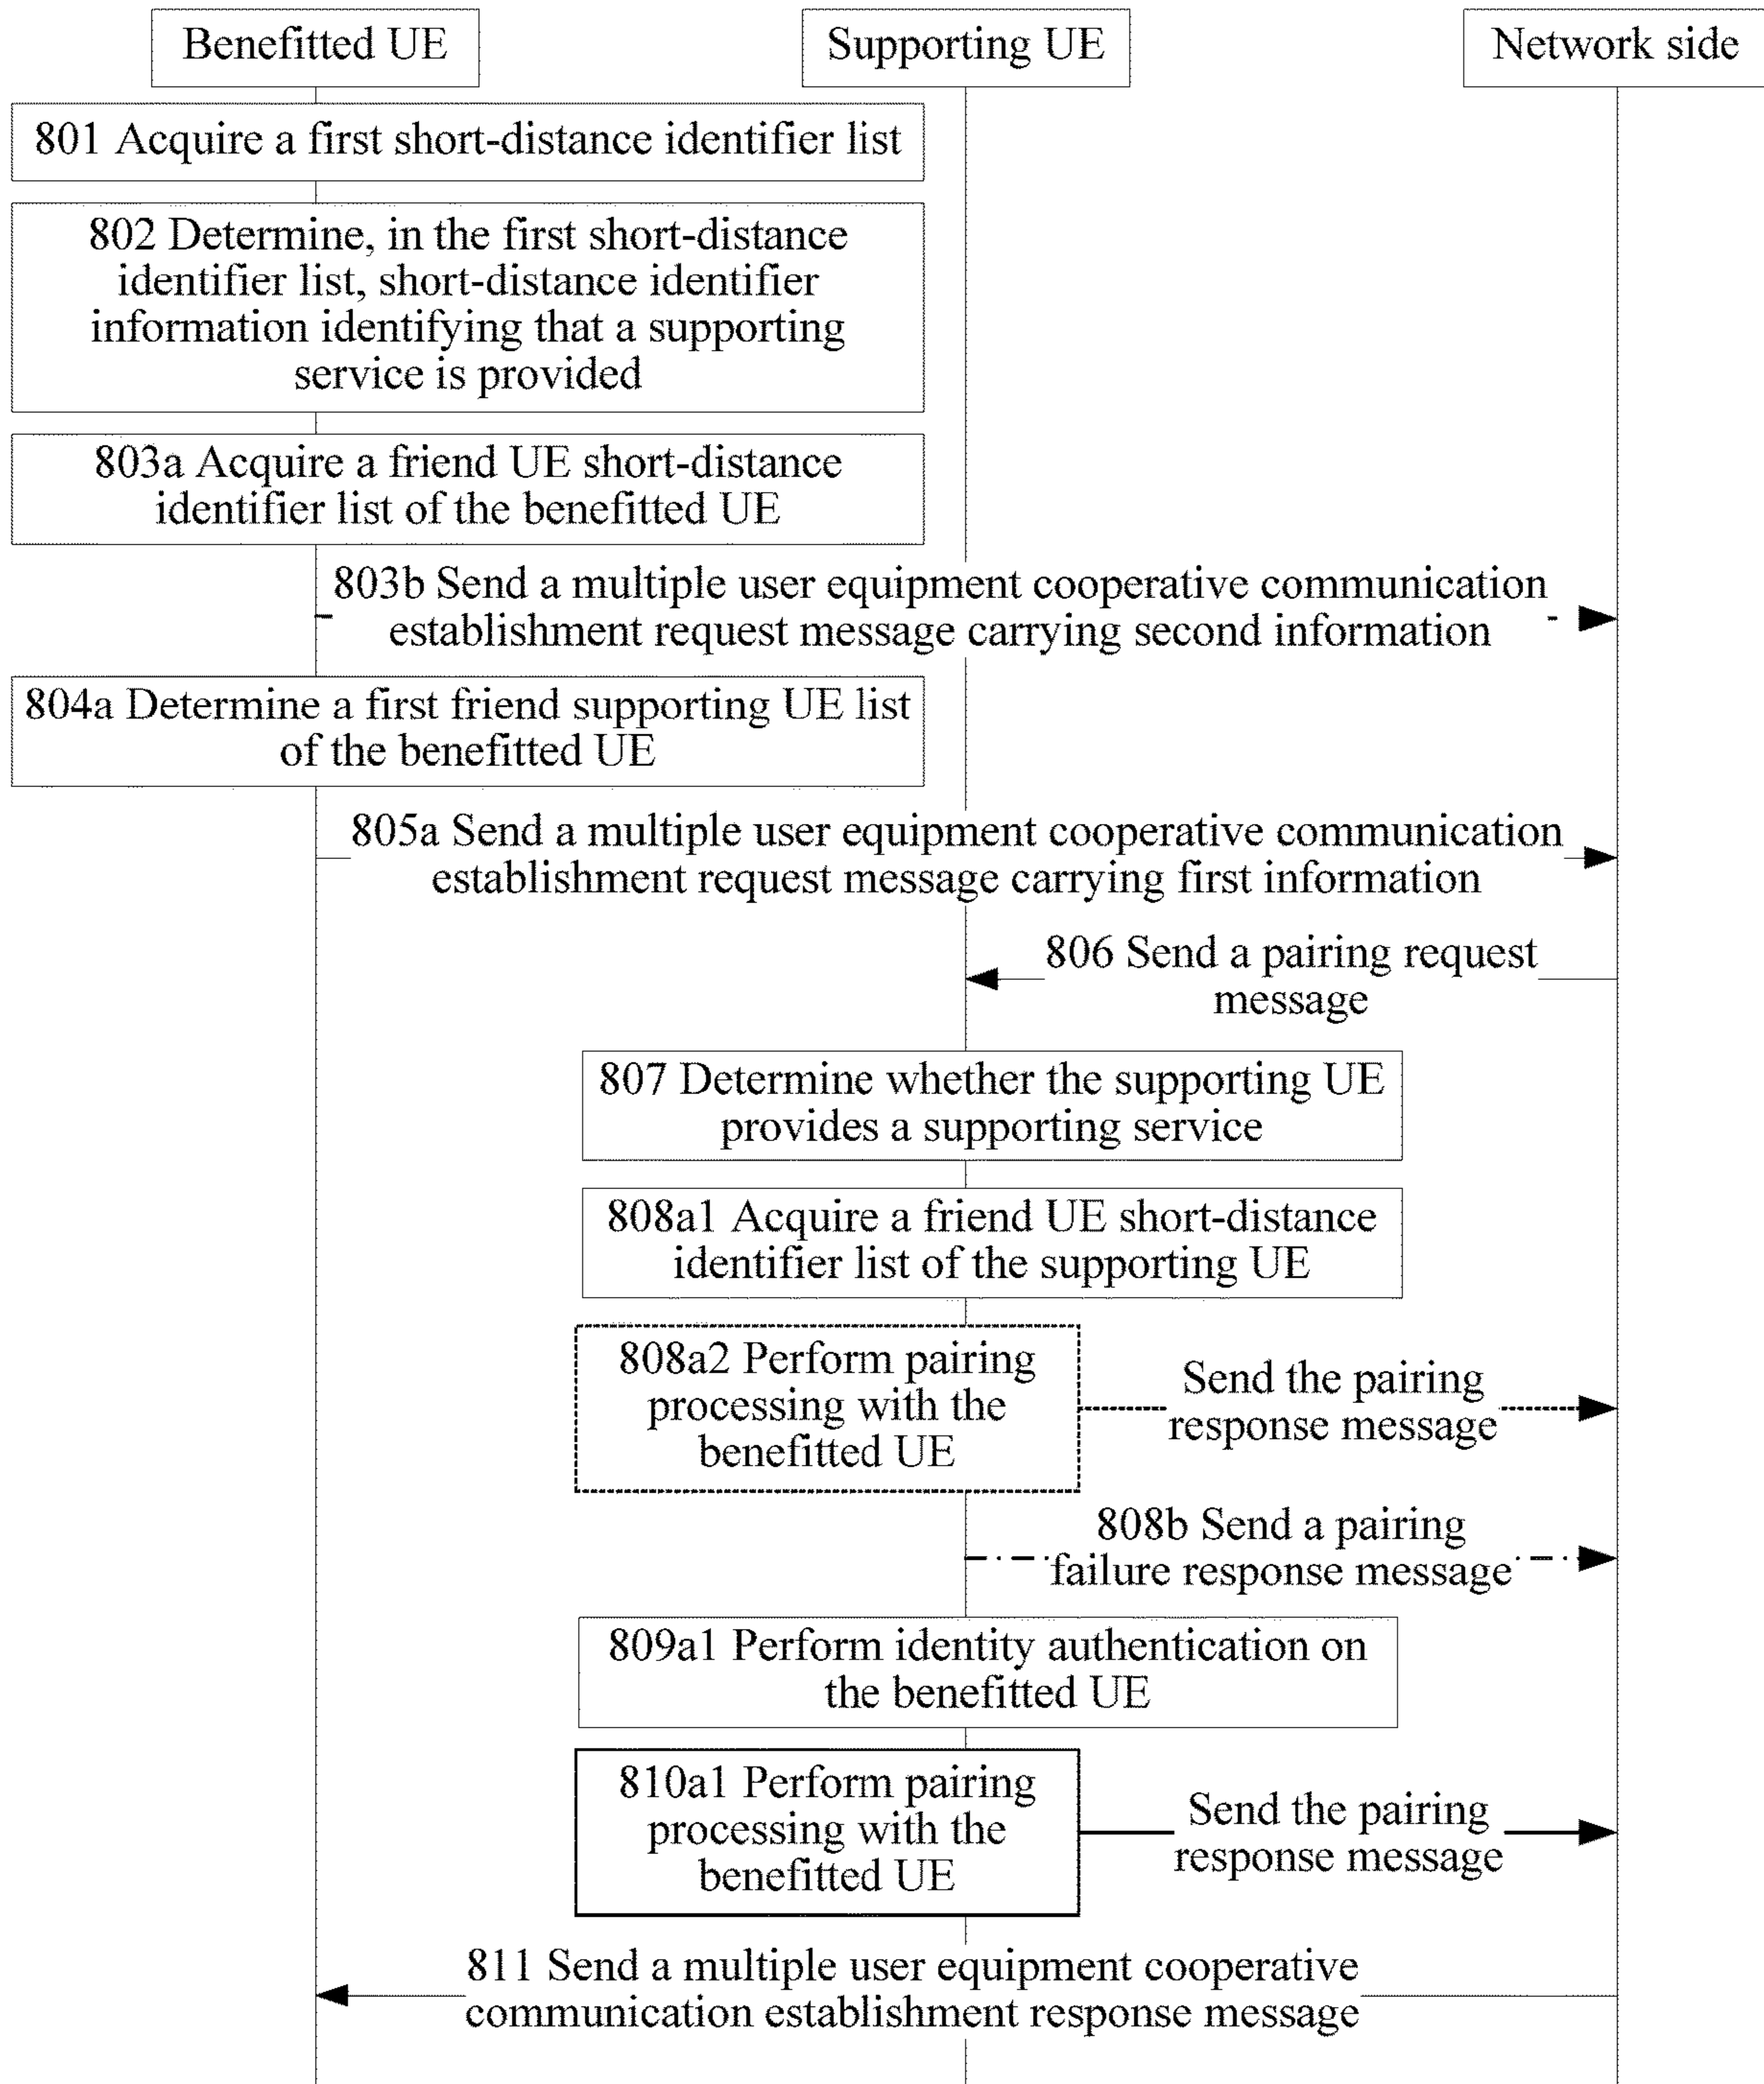 Benefitted UE
Supporting UE
Network side
801 Acquire a first short-distance identifier list
802 Determine, in the first short-distance
identifier list, short-distance identifier
information identifying that a supporting
service is provided
803a Acquire a friend UE short-distance
identifier list of the benefitted UE
803b Send a multiple user equipment cooperative communication
establishment request message carrying second information
804a Determine a first friend supporting UE list
of the benefitted UE
805a Send a multiple user equipment cooperative communication
establishment request message carrying first information
806 Send a pairing request
message
807 Determine whether the supporting UE
provides a supporting service
808a1 Acquire a friend UE short-distance
identifier list of the supporting UE
808a2 Perform pairing
processing with the
benefitted UE
Send the pairing
response message
808b Send a pairing
failure response message
809a1 Perform identity authentication on
the benefitted UE
810a1 Perform pairing
processing with the
benefitted UE
Send the pairing
response message
811 Send a multiple user equipment cooperative
communication establishment response message